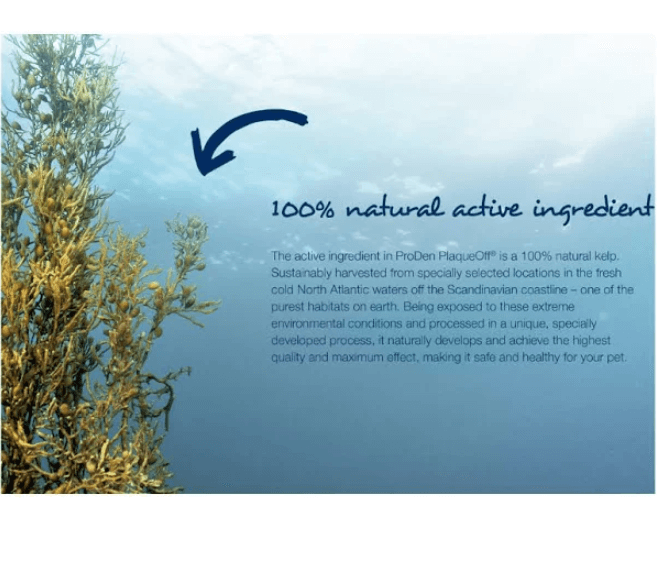 100% natural active ingredient
The active ingredient in ProDen PlaqueOff® is a 100% natural kelp.
Sustainably harvested from specially selected locations in the fresh
cold North Atlantic waters off the Scandinavian coastline – one of the
purest habitats on earth. Being exposed to these extreme
environmental conditions and processed in a unique, specially
developed process, it naturally develops and achieve the highest
quality and maximum effect, making it safe and healthy for your pet.